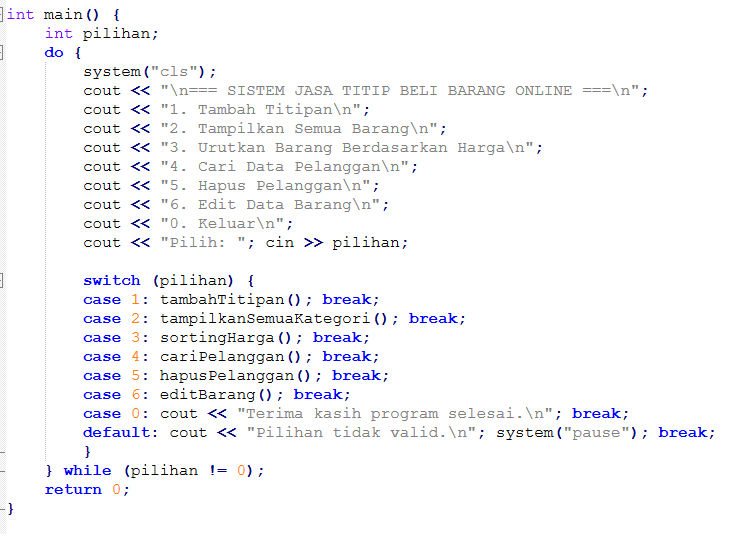 int main() {
    int pilihan;
    do {
        system("cls");
        cout << "\n=== SISTEM JASA TITIP BELI BARANG ONLINE ===\n";
        cout << "1. Tambah Titipan\n";
        cout << "2. Tampilkan Semua Barang\n";
        cout << "3. Urutkan Barang Berdasarkan Harga\n";
        cout << "4. Cari Data Pelanggan\n";
        cout << "5. Hapus Pelanggan\n";
        cout << "6. Edit Data Barang\n";
        cout << "0. Keluar\n";
        cout << "Pilih: "; cin >> pilihan;

        switch (pilihan) {
        case 1: tambahTitipan(); break;
        case 2: tampilkanSemuaKategori(); break;
        case 3: sortingHarga(); break;
        case 4: cariPelanggan(); break;
        case 5: hapusPelanggan(); break;
        case 6: editBarang(); break;
        case 0: cout << "Terima kasih program selesai.\n"; break;
        default: cout << "Pilihan tidak valid.\n"; system("pause"); break;
        }
    } while (pilihan != 0);
    return 0;
}